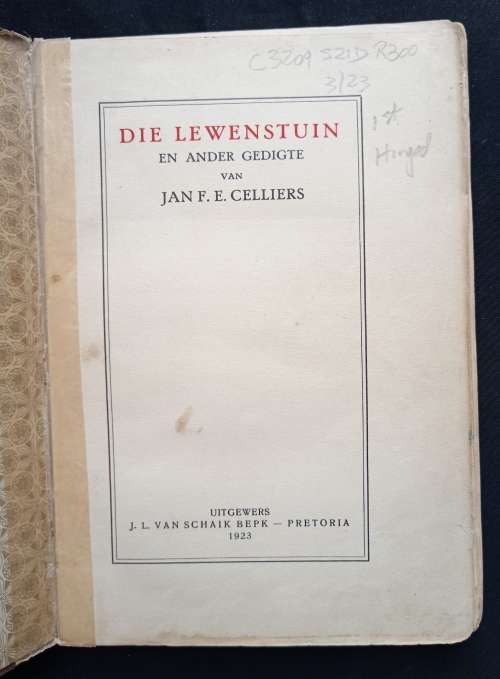 C3209 SZID R300
3/23
1st
Hinged
DIE LEWENSTUIN
EN ANDER GEDIGTE
VAN
JAN F. E. CELLIERS
UITGEWERS
J. L. VAN SCHAIK BEPK — PRETORIA
1923